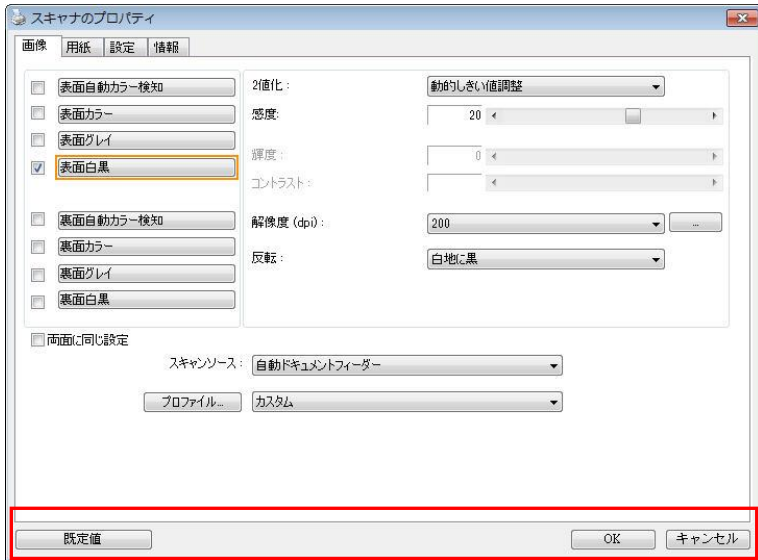 スキャナのプロパティ
画像 用紙 設定 情報
表面自動カラー検知
表面カラー
表面グレイ
表面白黒
裏面自動カラー検知
裏面カラー
裏面グレイ
裏面白黒
2値化: 動的しきい値調整
感度: 20
輝度: 0
コントラスト:
解像度 (dpi): 200 ...
反転: 白地に黒
両面に同じ設定
スキャンソース: 自動ドキュメントフィーダー
プロファイル... カスタム
既定値 OK キャンセル